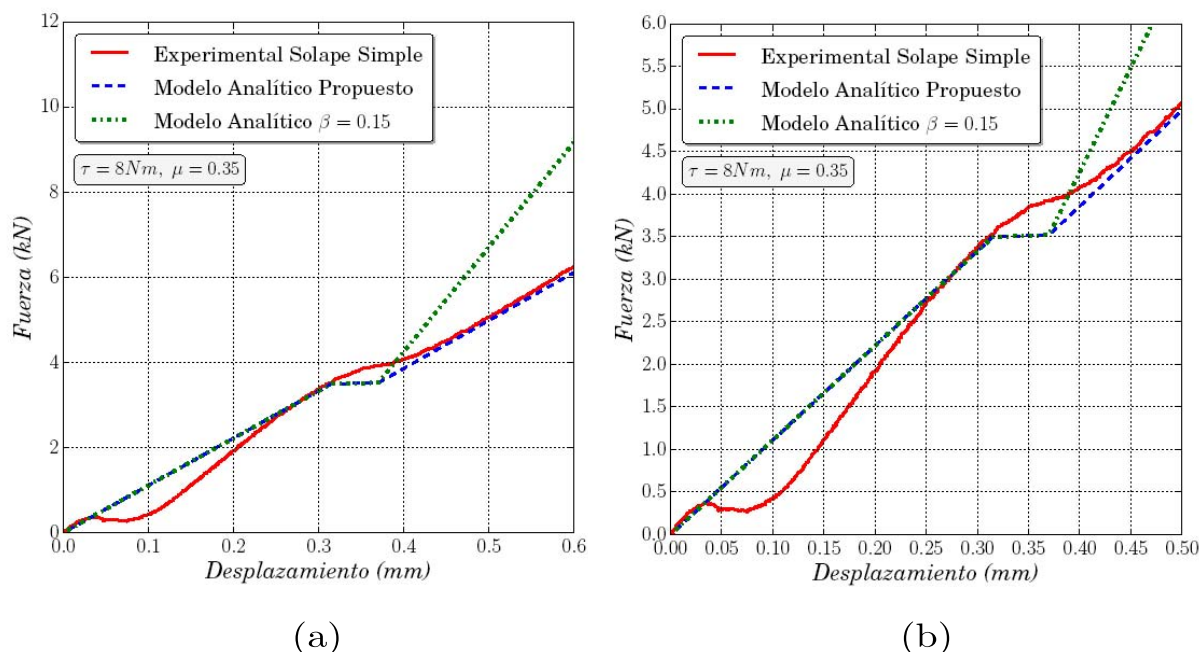 12
10
8
6
4
2
0
Fuerza (kN)
Experimental Solape Simple
Modelo Analítico Propuesto
Modelo Analítico β = 0.15
τ = 8Nm, μ = 0.35
0.0 0.1 0.2 0.3 0.4 0.5 0.6
Desplazamiento (mm)
(a)
6.0
5.5
5.0
4.5
4.0
3.5
3.0
2.5
2.0
1.5
1.0
0.5
0.0
Fuerza (kN)
Experimental Solape Simple
Modelo Analítico Propuesto
Modelo Analítico β = 0.15
τ = 8Nm, μ = 0.35
0.00 0.05 0.10 0.15 0.20 0.25 0.30 0.35 0.40 0.45 0.50
Desplazamiento (mm)
(b)